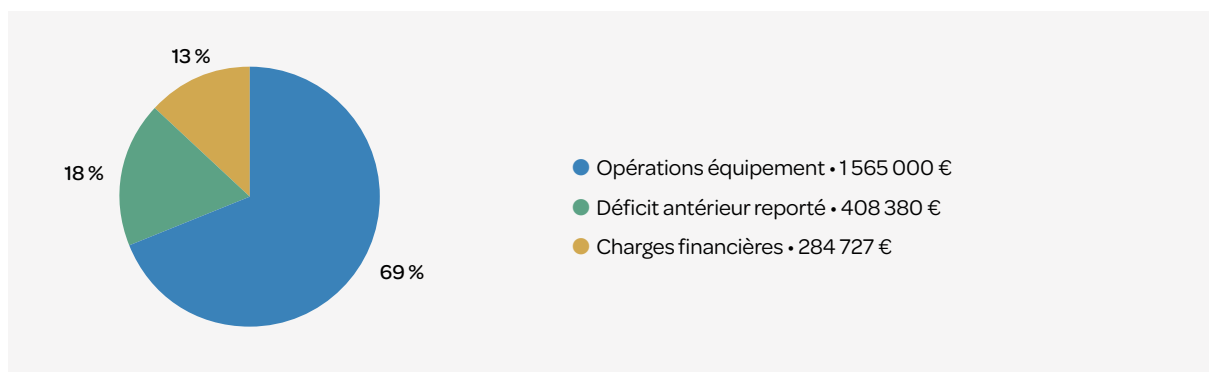 13 %
18 %
69 %
Opérations équipement • 1 565 000 €
Déficit antérieur reporté • 408 380 €
Charges financières • 284 727 €